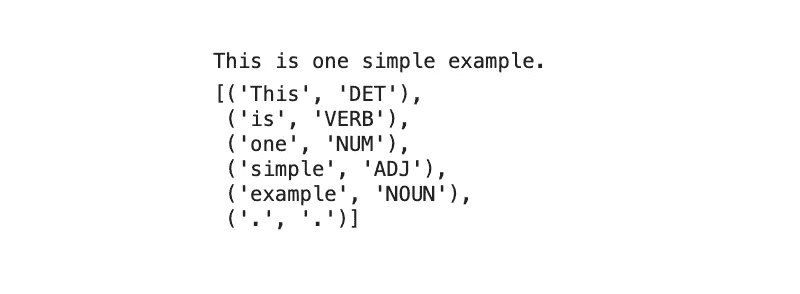 This is one simple example.
[('This', 'DET'),
('is', 'VERB'),
('one', 'NUM'),
('simple', 'ADJ'),
('example', 'NOUN'),
('.', '.')]